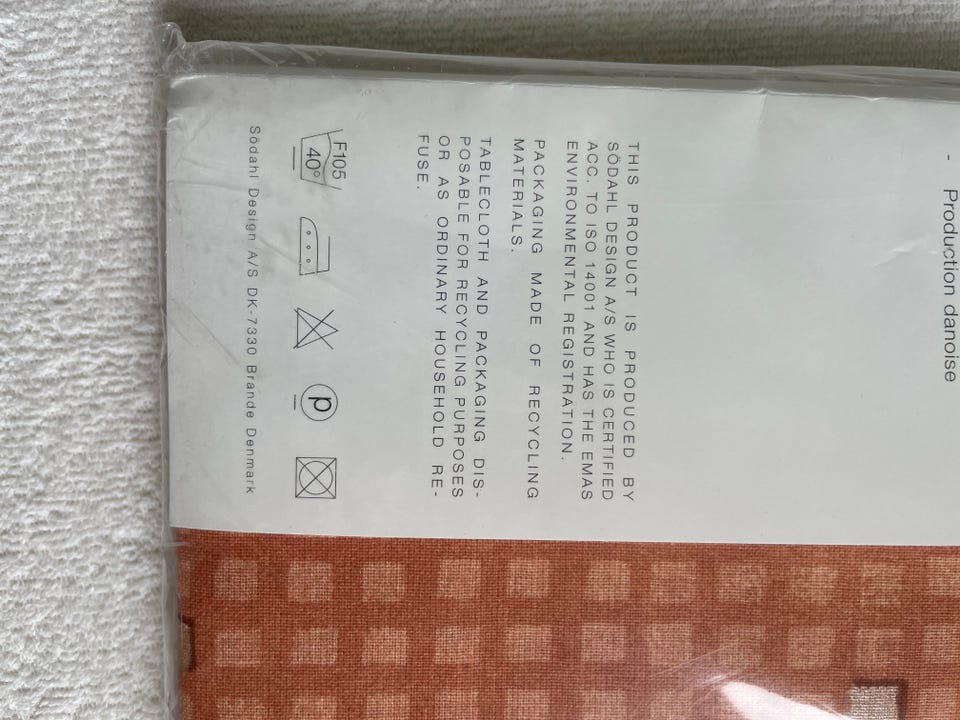 - Production danoise
THIS PRODUCT IS PRODUCED BY
SÖDAHL DESIGN A/S WHO IS CERTIFIED
ACC. TO ISO 14001 AND HAS THE EMAS
ENVIRONMENTAL REGISTRATION.
PACKAGING MADE OF RECYCLING
MATERIALS.
TABLECLOTH AND PACKAGING DIS-
POSABLE FOR RECYCLING PURPOSES
OR AS ORDINARY HOUSEHOLD RE-
FUSE.
F105
40°
p
Södahl Design A/S DK-7330 Brande Denmark